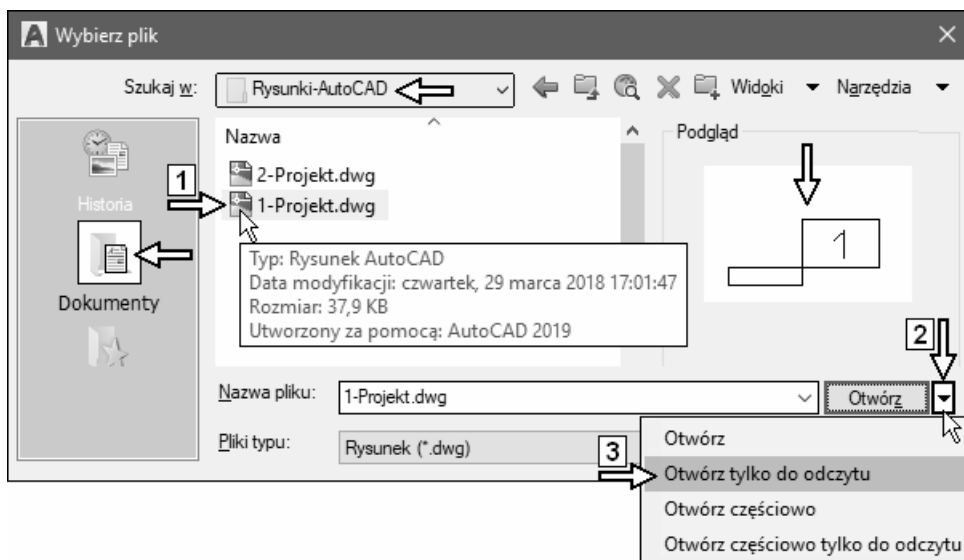 Wybierz plik
Szukaj w:
Rysunki-AutoCAD
Widoki
Narzędzia
Historia
Dokumenty
Nazwa
2-Projekt.dwg
1
1-Projekt.dwg
Typ: Rysunek AutoCAD
Data modyfikacji: czwartek, 29 marca 2018 17:01:47
Rozmiar: 37,9 KB
Utworzony za pomocą: AutoCAD 2019
Podgląd
1
2
Nazwa pliku:
1-Projekt.dwg
Otwórz
Pliki typu:
Rysunek (*.dwg)
Otwórz
3
Otwórz tylko do odczytu
Otwórz częściowo
Otwórz częściowo tylko do odczytu